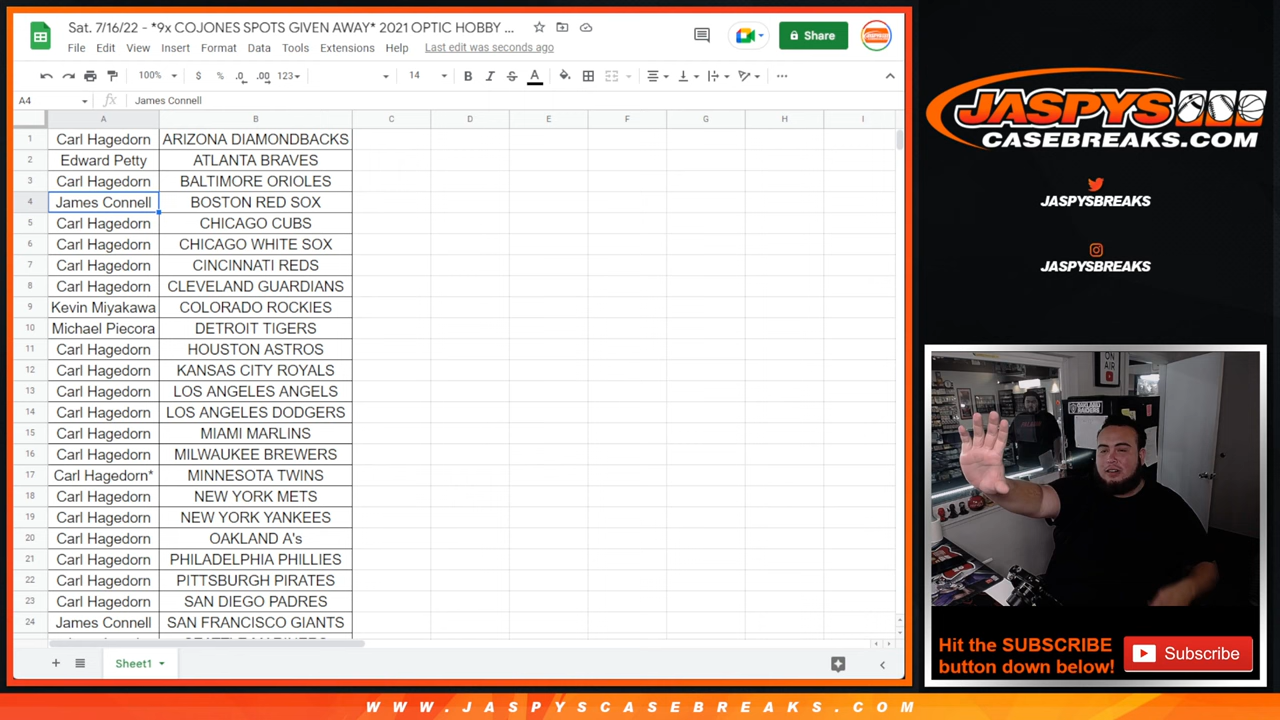 Sat. 7/16/22 - *9x COJONES SPOTS GIVEN AWAY* 2021 OPTIC HOBBY ...
File Edit View Insert Format Data Tools Extensions Help Last edit was seconds ago
Share
100% $ % .0 .00 123 14 B I S A
A4 fx James Connell
A B C D E F G H I
1 Carl Hagedorn ARIZONA DIAMONDBACKS
2 Edward Petty ATLANTA BRAVES
3 Carl Hagedorn BALTIMORE ORIOLES
4 James Connell BOSTON RED SOX
5 Carl Hagedorn CHICAGO CUBS
6 Carl Hagedorn CHICAGO WHITE SOX
7 Carl Hagedorn CINCINNATI REDS
8 Carl Hagedorn CLEVELAND GUARDIANS
9 Kevin Miyakawa COLORADO ROCKIES
10 Michael Piecora DETROIT TIGERS
11 Carl Hagedorn HOUSTON ASTROS
12 Carl Hagedorn KANSAS CITY ROYALS
13 Carl Hagedorn LOS ANGELES ANGELS
14 Carl Hagedorn LOS ANGELES DODGERS
15 Carl Hagedorn MIAMI MARLINS
16 Carl Hagedorn MILWAUKEE BREWERS
17 Carl Hagedorn* MINNESOTA TWINS
18 Carl Hagedorn NEW YORK METS
19 Carl Hagedorn NEW YORK YANKEES
20 Carl Hagedorn OAKLAND A's
21 Carl Hagedorn PHILADELPHIA PHILLIES
22 Carl Hagedorn PITTSBURGH PIRATES
23 Carl Hagedorn SAN DIEGO PADRES
24 James Connell SAN FRANCISCO GIANTS
Sheet1
JASPYS
CASEBREAKS.COM
JASPYSBREAKS
JASPYSBREAKS
ON AIR
OAKLAND
RAIDERS
Hit the SUBSCRIBE
button down below!
Subscribe
WWW.JASPYSCASEBREAKS.COM